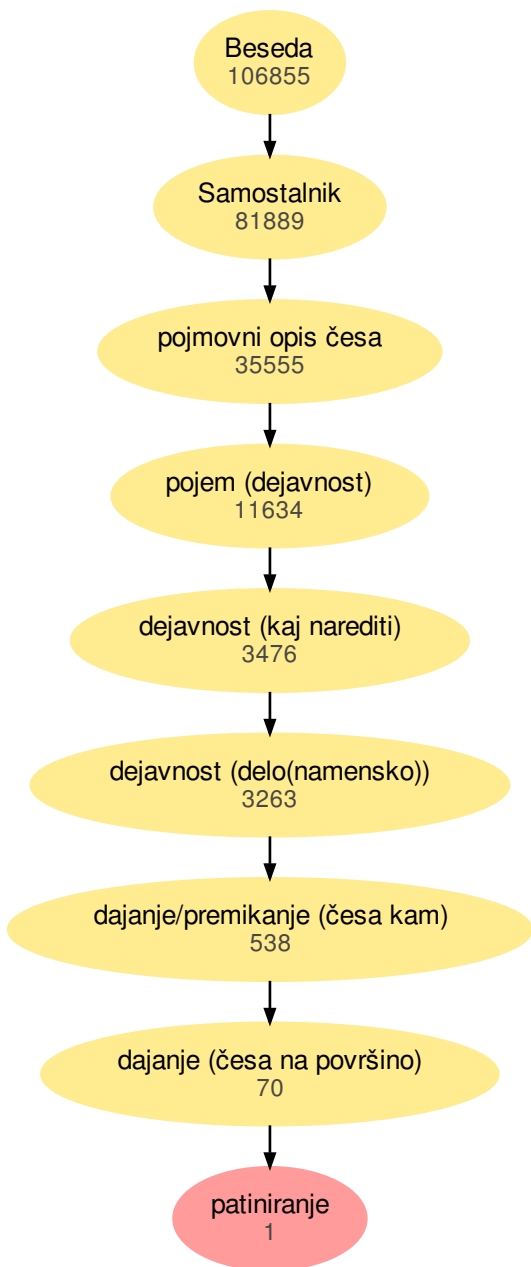 Beseda
106855
Samostalnik
81889
pojmovni opis česa
35555
pojem (dejavnost)
11634
dejavnost (kaj narediti)
3476
dejavnost (delo(namensko))
3263
dajanje/premikanje (česa kam)
538
dajanje (česa na površino)
70
patiniranje
1